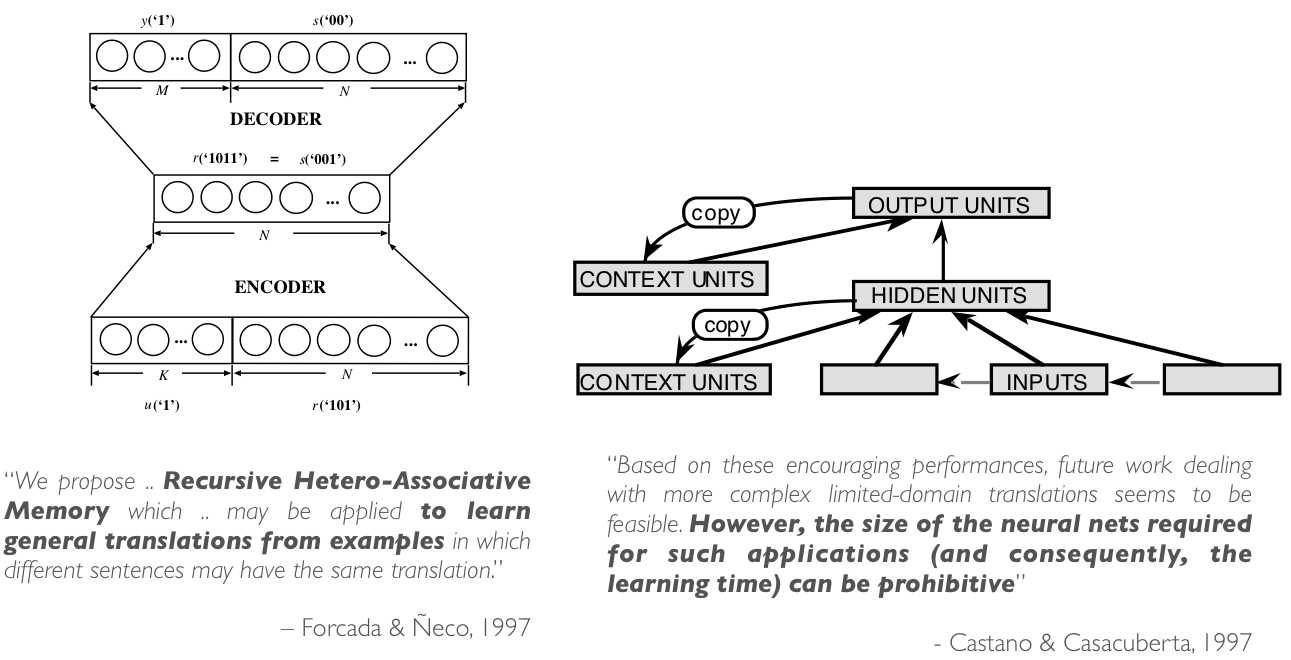 y(‘1’) s(‘00’)
...
...
M N
DECODER
r(‘1011’) = s(‘001’)
...
N
ENCODER
...
...
K N
u(‘1’) r(‘101’)
“We propose .. Recursive Hetero-Associative
Memory which .. may be applied to learn
general translations from examples in which
different sentences may have the same translation.”
– Forcada & Ñeco, 1997
OUTPUT UNITS
copy
CONTEXT UNITS
HIDDEN UNITS
copy
CONTEXT UNITS
INPUTS
“Based on these encouraging performances, future work dealing
with more complex limited-domain translations seems to be
feasible. However, the size of the neural nets required
for such applications (and consequently, the
learning time) can be prohibitive”
- Castano & Casacuberta, 1997